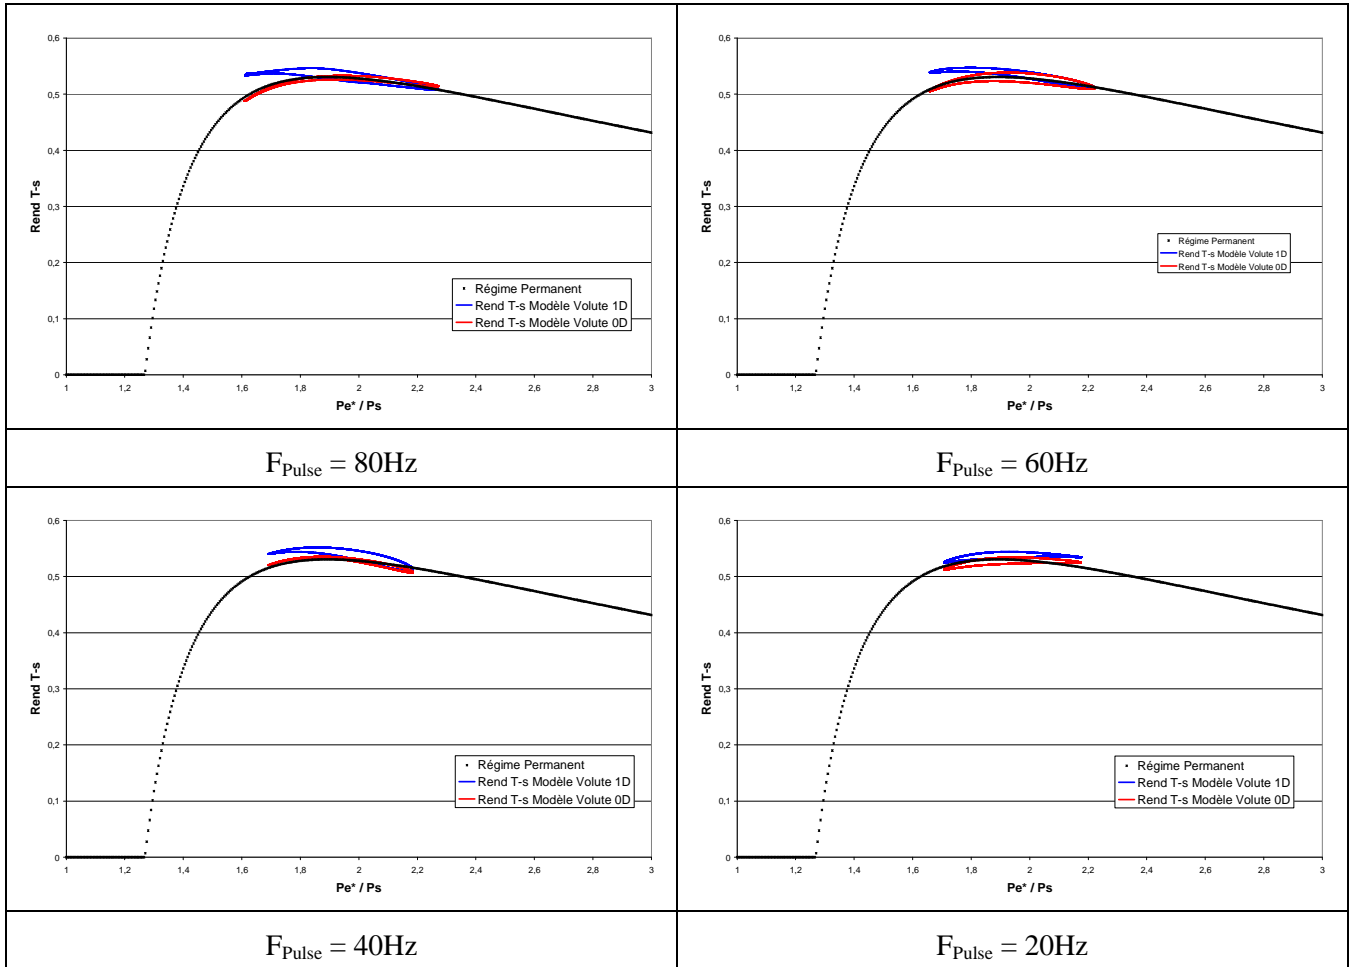 0,6
0,5
0,4
0,3
0,2
0,1
0
Rend T-s
1 1,2 1,4 1,6 1,8 2 2,2 2,4 2,6 2,8 3
Pe* / Ps
Régime Permanent
Rend T-s Modèle Volute 1D
Rend T-s Modèle Volute 0D
0,6
0,5
0,4
0,3
0,2
0,1
0
Rend T-s
1 1,2 1,4 1,6 1,8 2 2,2 2,4 2,6 2,8 3
Pe* / Ps
Régime Permanent
Rend T-s Modèle Volute 1D
Rend T-s Modèle Volute 0D
FPulse = 80Hz
FPulse = 60Hz
0,6
0,5
0,4
0,3
0,2
0,1
0
Rend T-s
1 1,2 1,4 1,6 1,8 2 2,2 2,4 2,6 2,8 3
Pe* / Ps
Régime Permanent
Rend T-s Modèle Volute 1D
Rend T-s Modèle Volute 0D
0,6
0,5
0,4
0,3
0,2
0,1
0
Rend T-s
1 1,2 1,4 1,6 1,8 2 2,2 2,4 2,6 2,8 3
Pe* / Ps
Régime Permanent
Rend T-s Modèle Volute 1D
Rend T-s Modèle Volute 0D
FPulse = 40Hz
FPulse = 20Hz